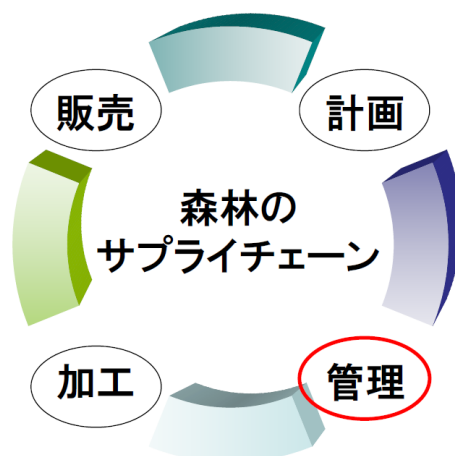 販売
計画
森林の
サプライチェーン
加工
管理